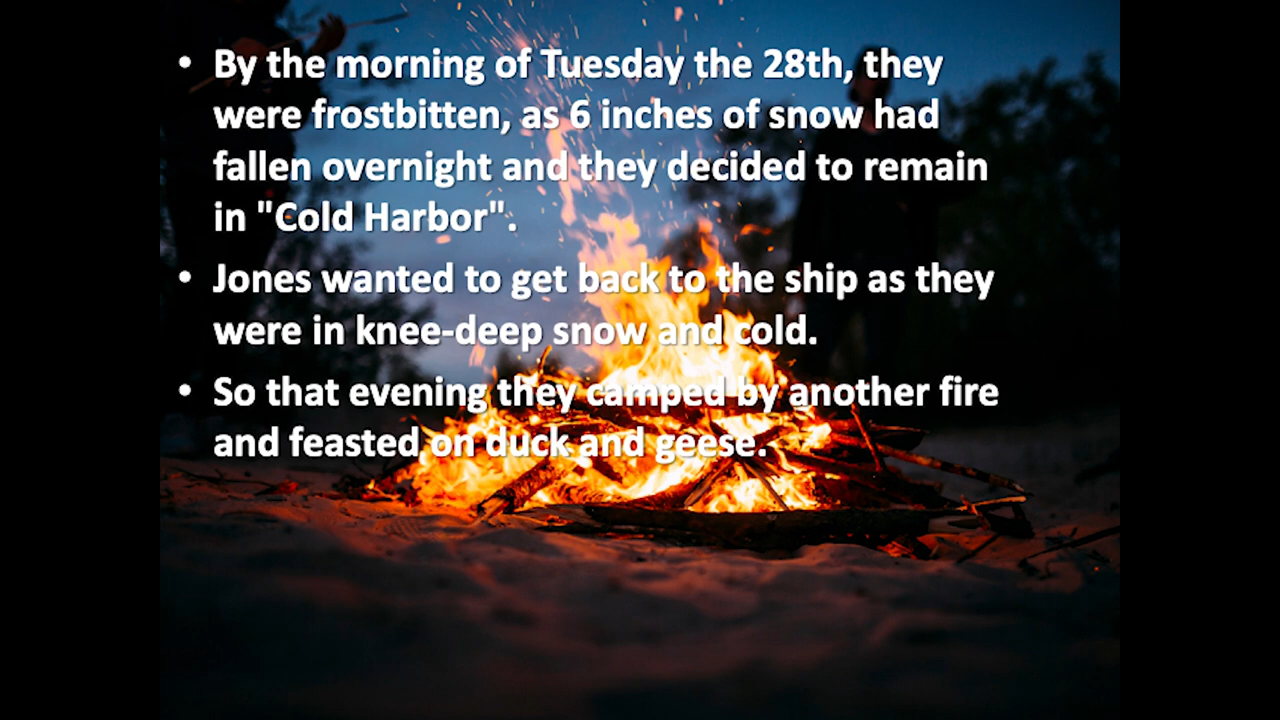 • By the morning of Tuesday the 28th, they
were frostbitten, as 6 inches of snow had
fallen overnight and they decided to remain
in "Cold Harbor".
• Jones wanted to get back to the ship as they
were in knee-deep snow and cold.
• So that evening they camped by another fire
and feasted on duck and geese.